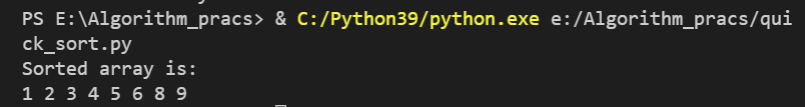 PS E:\Algorithm_pracs> & C:/Python39/python.exe e:/Algorithm_pracs/qui
ck_sort.py
Sorted array is:
1 2 3 4 5 6 8 9